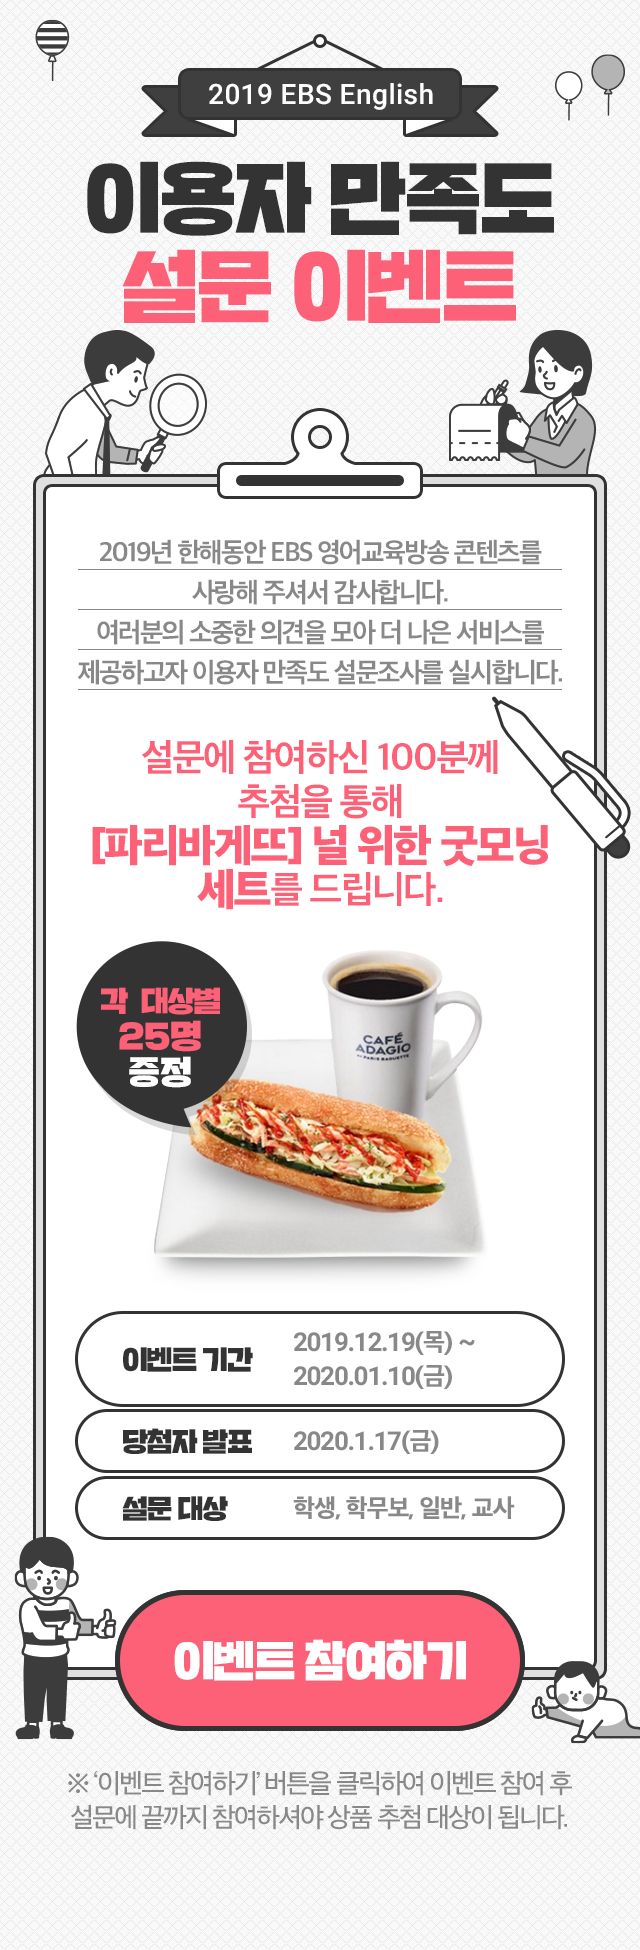 2019 EBS English
이용자 만족도
설문 이벤트
2019년 한해동안 EBS 영어교육방송 콘텐츠를
사랑해 주셔서 감사합니다.
여러분의 소중한 의견을 모아 더 나은 서비스를
제공하고자 이용자 만족도 설문조사를 실시합니다.
설문에 참여하신 100분께
추첨을 통해
[파리바게뜨] 널 위한 굿모닝
세트를 드립니다.
각 대상별
25명
증정
CAFÉ
ADAGIO
PARIS BAGUETTE
이벤트 기간
2019.12.19(목) ~
2020.01.10(금)
당첨자 발표
2020.1.17(금)
설문 대상
학생, 학무보, 일반, 교사
이벤트 참여하기
※ ‘이벤트 참여하기’ 버튼을 클릭하여 이벤트 참여 후
설문에 끝까지 참여하셔야 상품 추첨 대상이 됩니다.